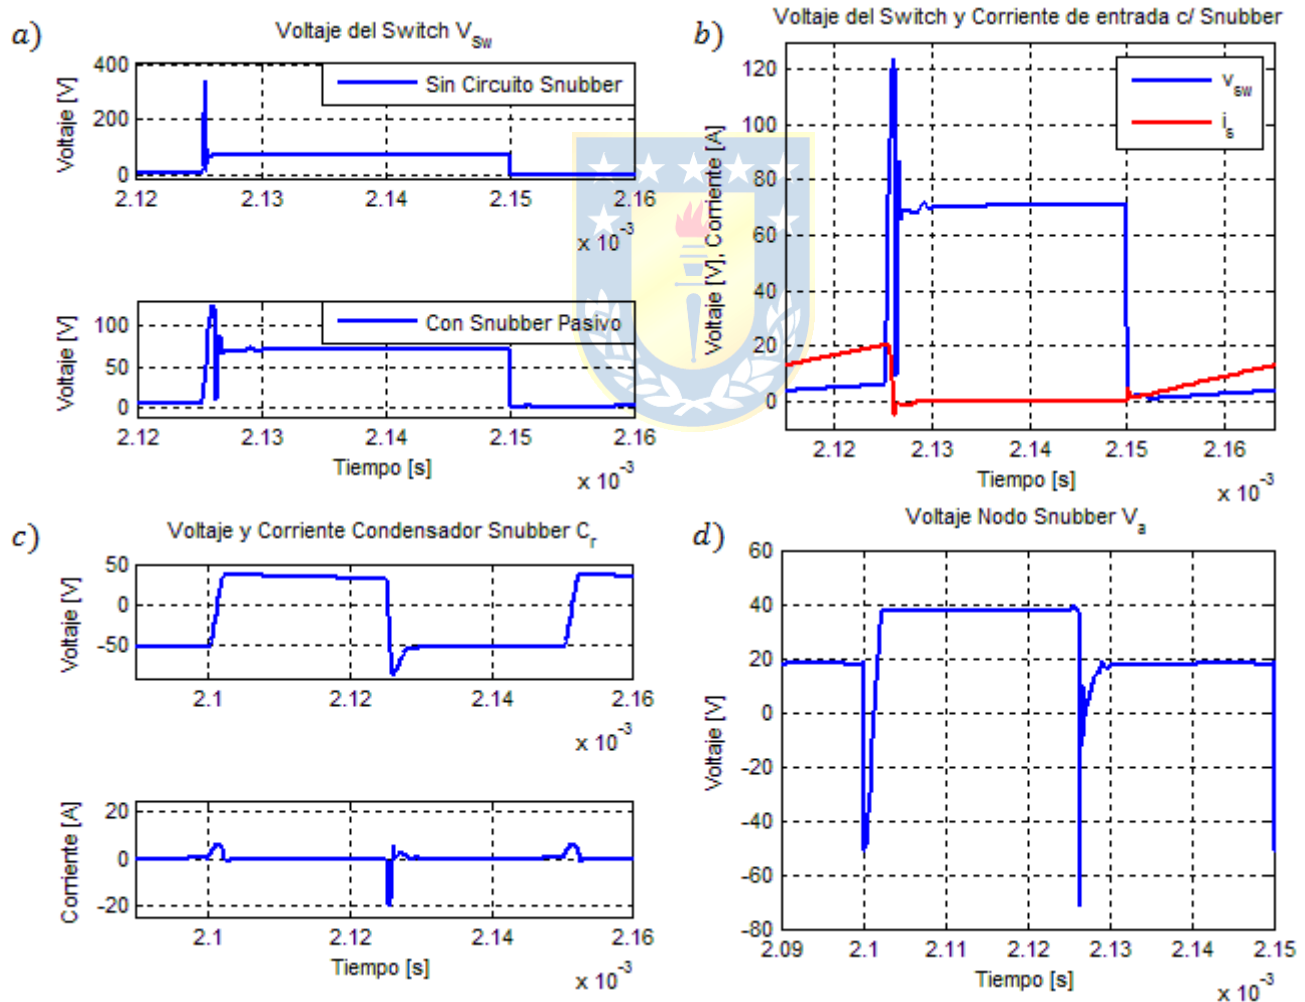 a)
Voltaje del Switch V_sw
Voltaje [V]
400
200
0
Sin Circuito Snubber
2.12 2.13 2.14 2.15 2.16
x 10^-3
Voltaje [V]
100
50
0
Con Snubber Pasivo
2.12 2.13 2.14 2.15 2.16
Tiempo [s]
x 10^-3
b)
Voltaje del Switch y Corriente de entrada c/ Snubber
Voltaje [V], Corriente [A]
120
100
80
60
40
20
0
v_sw
i_s
2.12 2.13 2.14 2.15 2.16
Tiempo [s]
x 10^-3
c)
Voltaje y Corriente Condensador Snubber C_r
Voltaje [V]
50
0
-50
2.1 2.12 2.14 2.16
x 10^-3
Corriente [A]
20
0
-20
2.1 2.12 2.14 2.16
Tiempo [s]
x 10^-3
d)
Voltaje Nodo Snubber V_a
Voltaje [V]
60
40
20
0
-20
-40
-60
-80
2.09 2.1 2.11 2.12 2.13 2.14 2.15
Tiempo [s]
x 10^-3